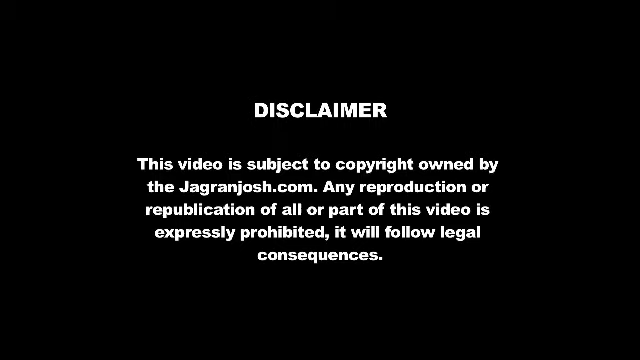 DISCLAIMER
This video is subject to copyright owned by
the Jagranjosh.com. Any reproduction or
republication of all or part of this video is
expressly prohibited, it will follow legal
consequences.